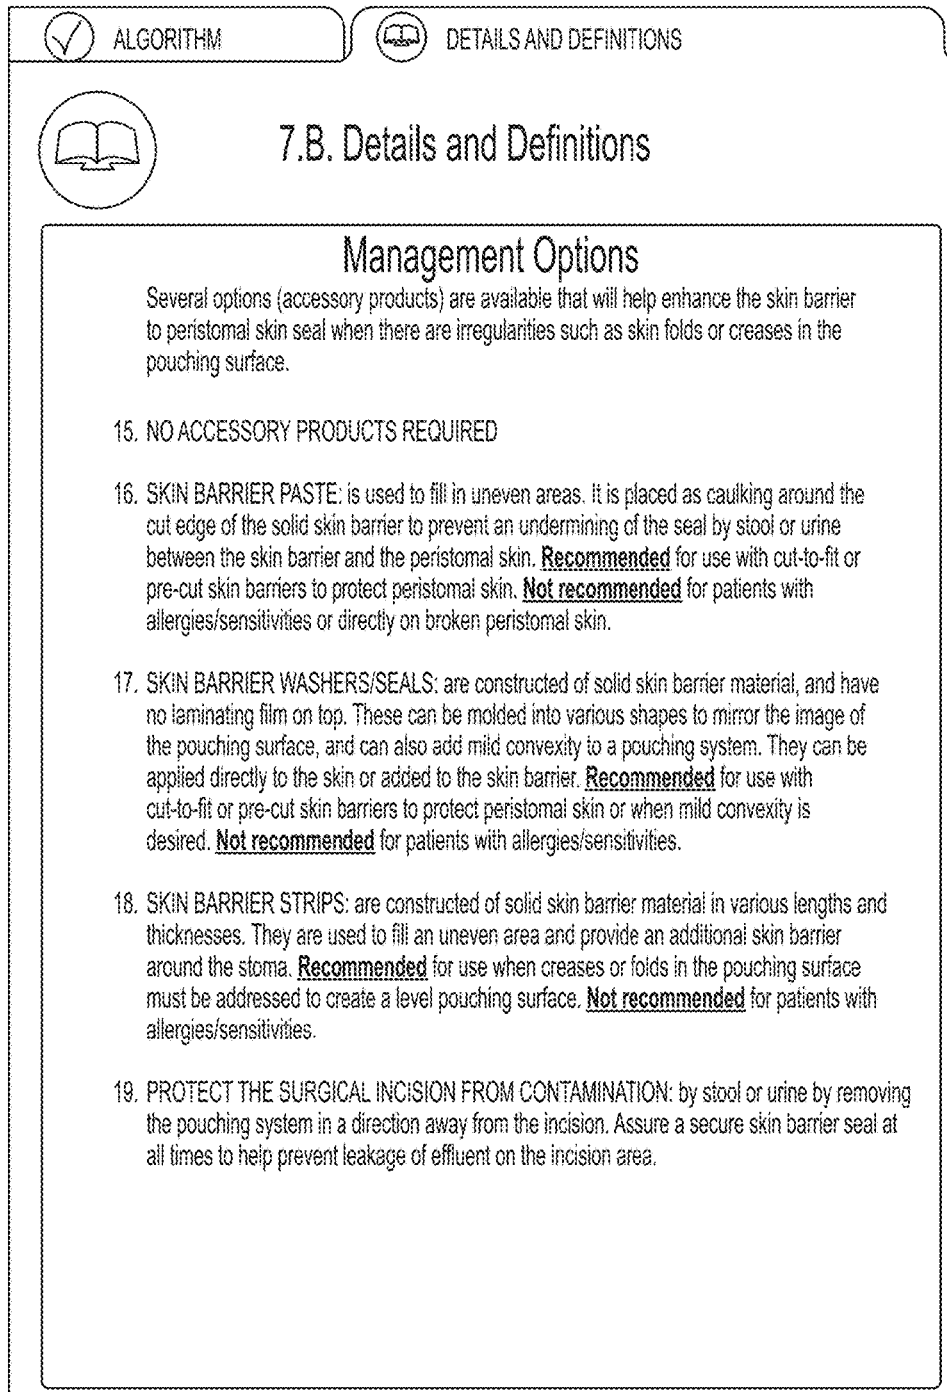 ALGORITHM
DETAILS AND DEFINITIONS
7.B. Details and Definitions
Management Options
Several options (accessory products) are available that will help enhance the skin barrier
to peristomal skin seal when there are irregularities such as skin folds or creases in the
pouching surface.
15. NO ACCESSORY PRODUCTS REQUIRED
16. SKIN BARRIER PASTE: is used to fill in uneven areas. It is placed as caulking around the
cut edge of the solid skin barrier to prevent an undermining of the seal by stool or urine
between the skin barrier and the peristomal skin. Recommended for use with cut-to-fit or
pre-cut skin barriers to protect peristomal skin. Not recommended for patients with
allergies/sensitivities or directly on broken peristomal skin.
17. SKIN BARRIER WASHERS/SEALS: are constructed of solid skin barrier material, and have
no laminating film on top. These can be molded into various shapes to mirror the image of
the pouching surface, and can also add mild convexity to a pouching system. They can be
applied directly to the skin or added to the skin barrier. Recommended for use with
cut-to-fit or pre-cut skin barriers to protect peristomal skin or when mild convexity is
desired. Not recommended for patients with allergies/sensitivities.
18. SKIN BARRIER STRIPS: are constructed of solid skin barrier material in various lengths and
thicknesses. They are used to fill an uneven area and provide an additional skin barrier
around the stoma. Recommended for use when creases or folds in the pouching surface
must be addressed to create a level pouching surface. Not recommended for patients with
allergies/sensitivities.
19. PROTECT THE SURGICAL INCISION FROM CONTAMINATION: by stool or urine by removing
the pouching system in a direction away from the incision. Assure a secure skin barrier seal at
all times to help prevent leakage of effluent on the incision area.